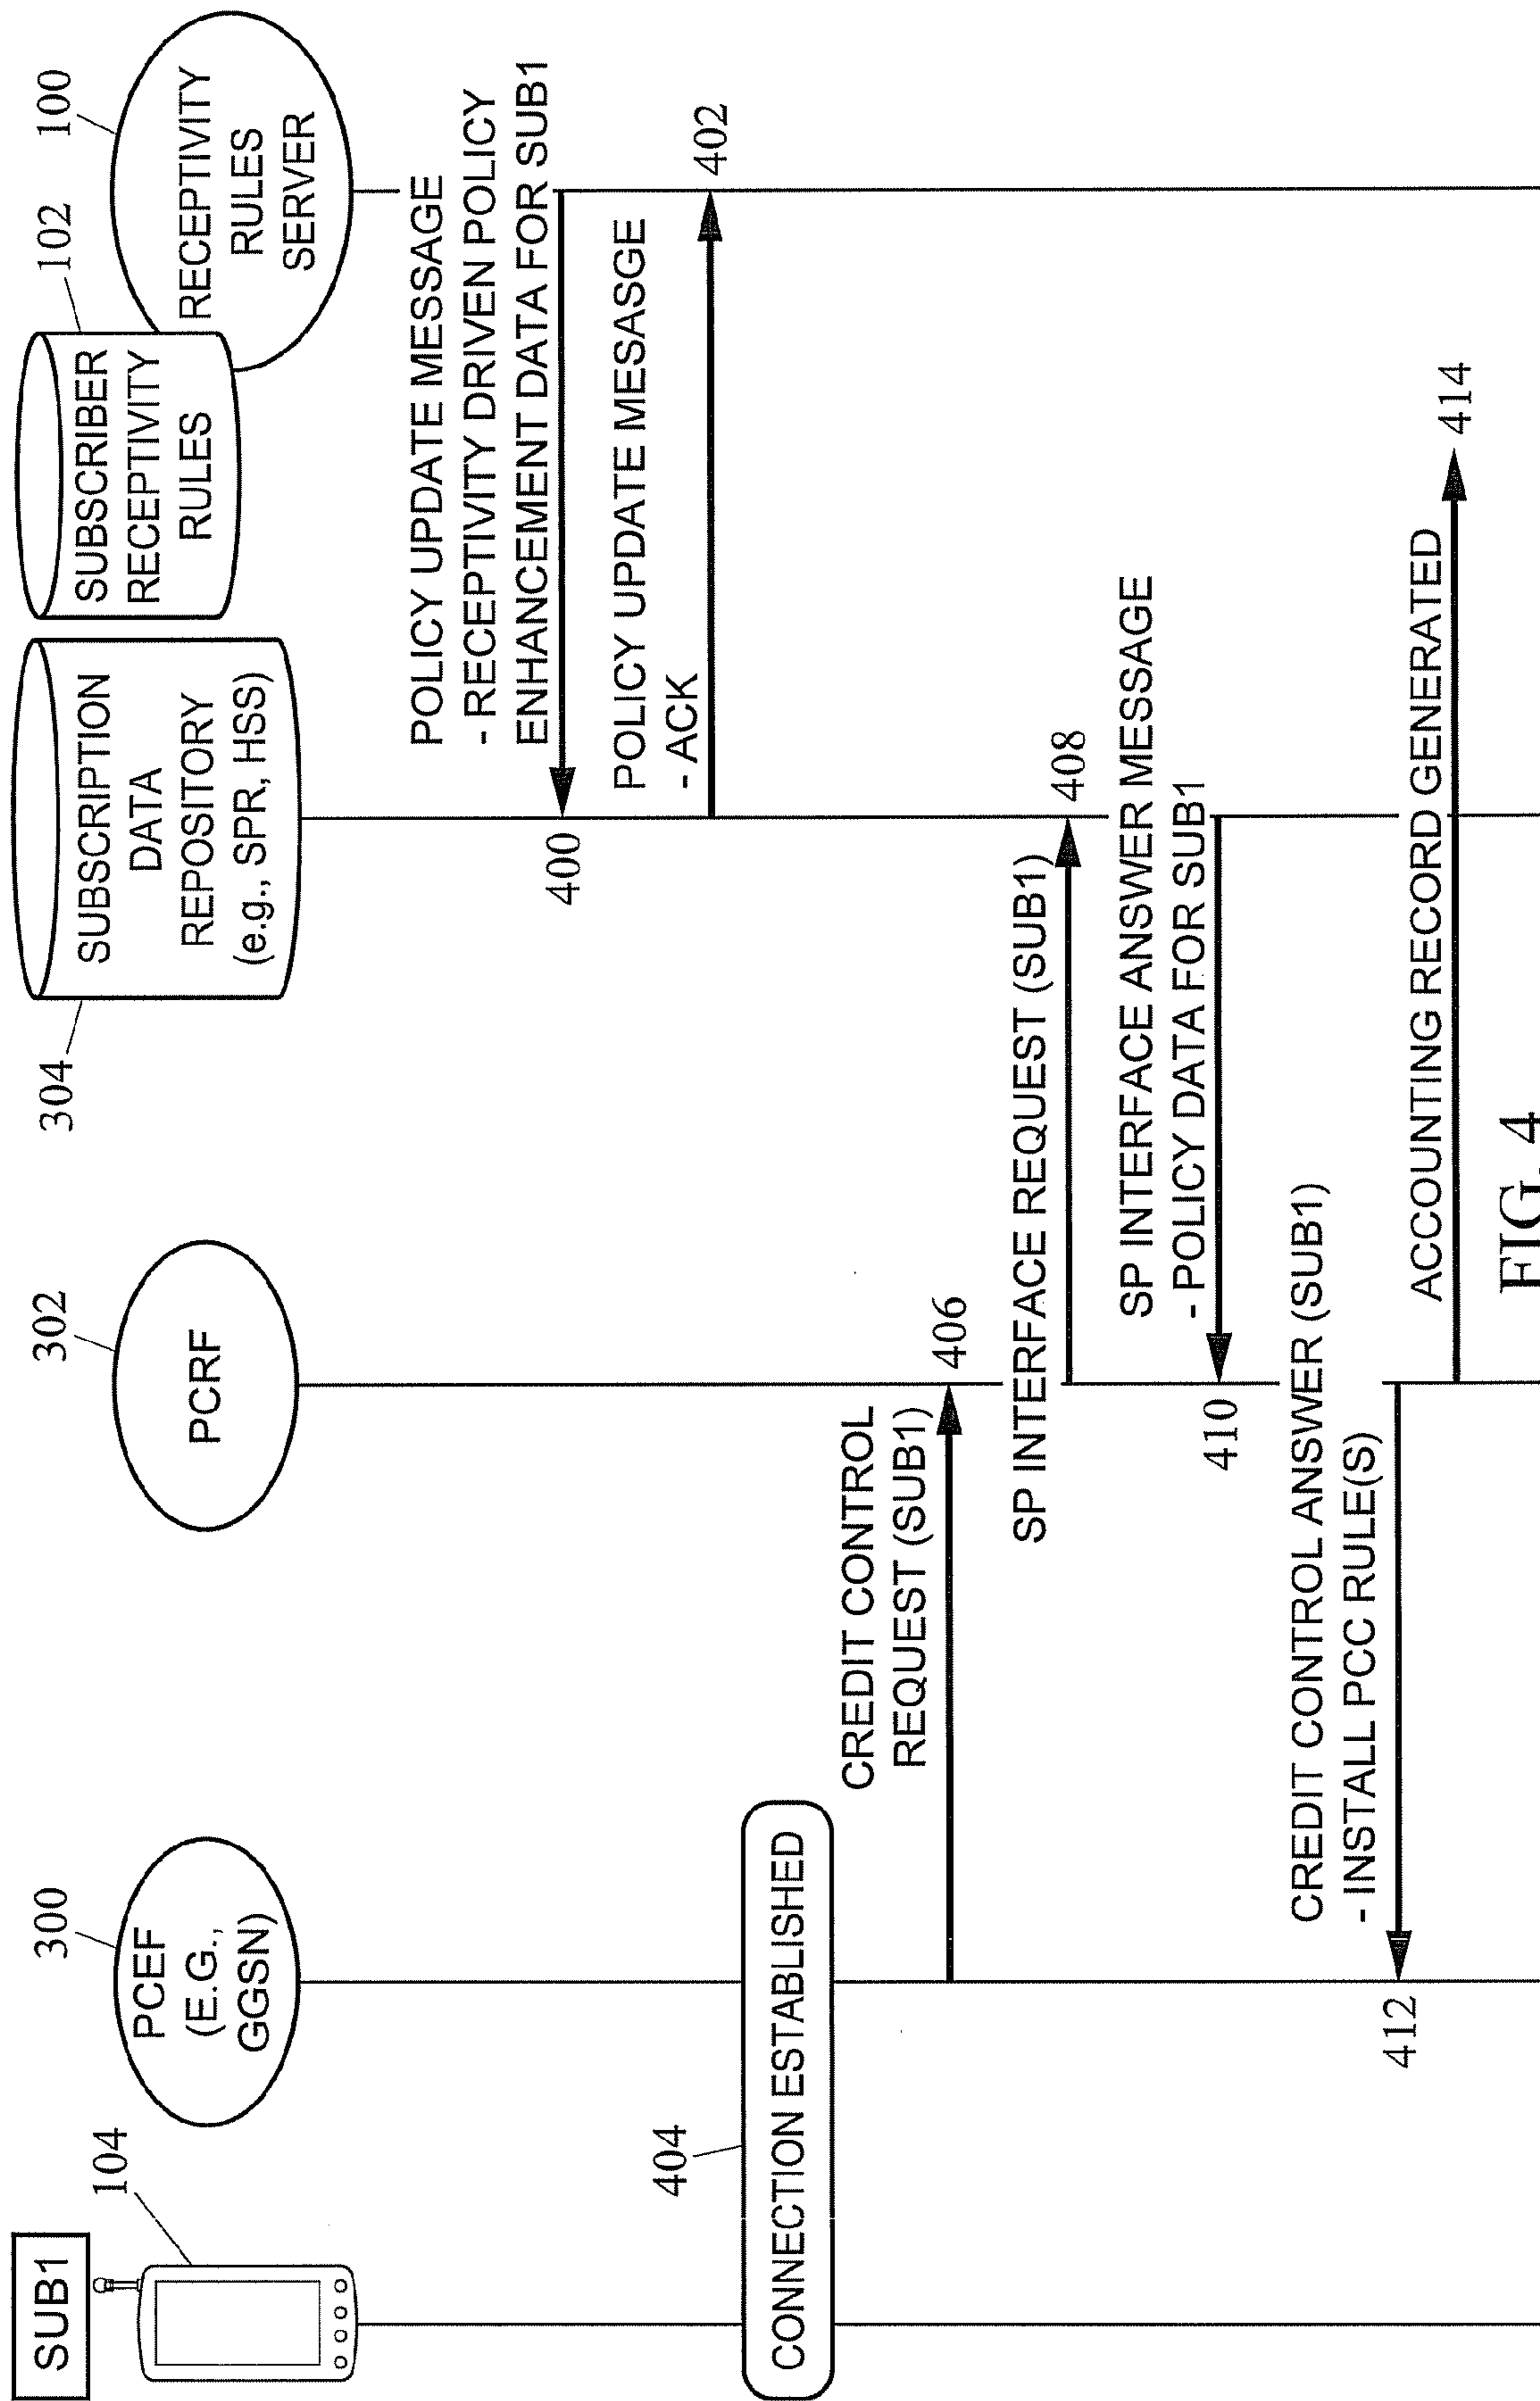 SUB1
104
PCEF
(E.G.,
GGSN)
300
PCRF
302
SUBSCRIPTION
DATA
REPOSITORY
(e.g., SPR, HSS)
304
SUBSCRIBER
RECEPTIVITY
RULES
102
RECEPTIVITY
RULES
SERVER
100
POLICY UPDATE MESSAGE
- RECEPTIVITY DRIVEN POLICY
ENHANCEMENT DATA FOR SUB1
400
POLICY UPDATE MESASGE
- ACK
402
404
CONNECTION ESTABLISHED
CREDIT CONTROL
REQUEST (SUB1)
406
SP INTERFACE REQUEST (SUB1)
408
SP INTERFACE ANSWER MESSAGE
- POLICY DATA FOR SUB1
410
CREDIT CONTROL ANSWER (SUB1)
- INSTALL PCC RULE(S)
412
ACCOUNTING RECORD GENERATED
414
FIG. 4